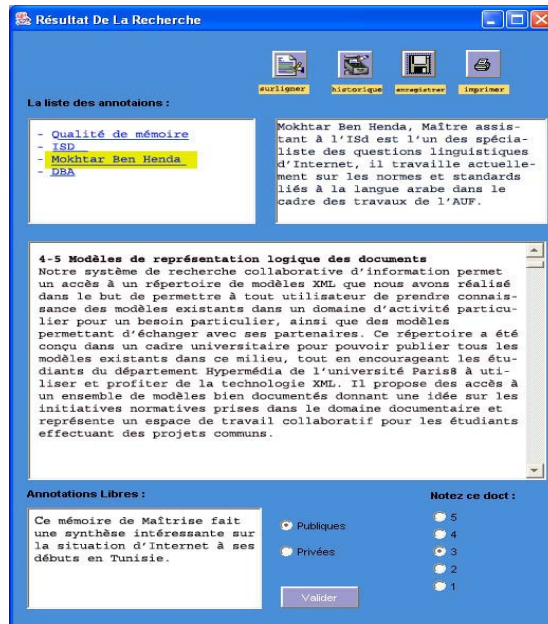 Résultat De La Recherche
surligner historique enregistrer imprimer
La liste des annotaions :
- Qualité de mémoire
- ISD
- Mokhtar Ben Henda
- DBA
Mokhtar Ben Henda, Maître assis-
tant à l'ISd est l'un des spécia-
liste des questions linguistiques
d'Internet, il travaille actuelle-
ment sur les normes et standards
liés à la langue arabe dans le
cadre des travaux de l'AUF.
4-5 Modèles de représentation logique des documents
Notre système de recherche collaborative d'information permet
un accès à un répertoire de modèles XML que nous avons réalisé
dans le but de permettre à tout utilisateur de prendre connais-
sance des modèles existants dans un domaine d'activité particu-
lier pour un besoin particulier, ainsi que des modèles
permettant d'échanger avec ses partenaires. Ce répertoire a été
conçu dans un cadre universitaire pour pouvoir publier tous les
modèles existants dans ce milieu, tout en encourageant les étu-
diants du département Hypermédia de l'université Paris8 à uti-
liser et profiter de la technologie XML. Il propose des accès à
un ensemble de modèles bien documentés donnant une idée sur les
initiatives normatives prises dans le domaine documentaire et
représente un espace de travail collaboratif pour les étudiants
effectuant des projets communs.
Annotations Libres :
Ce mémoire de Maîtrise fait
une synthèse intéressante sur
la situation d'Internet à ses
débuts en Tunisie.
Publiques
Privées
Valider
Notez ce doct :
5
4
3
2
1